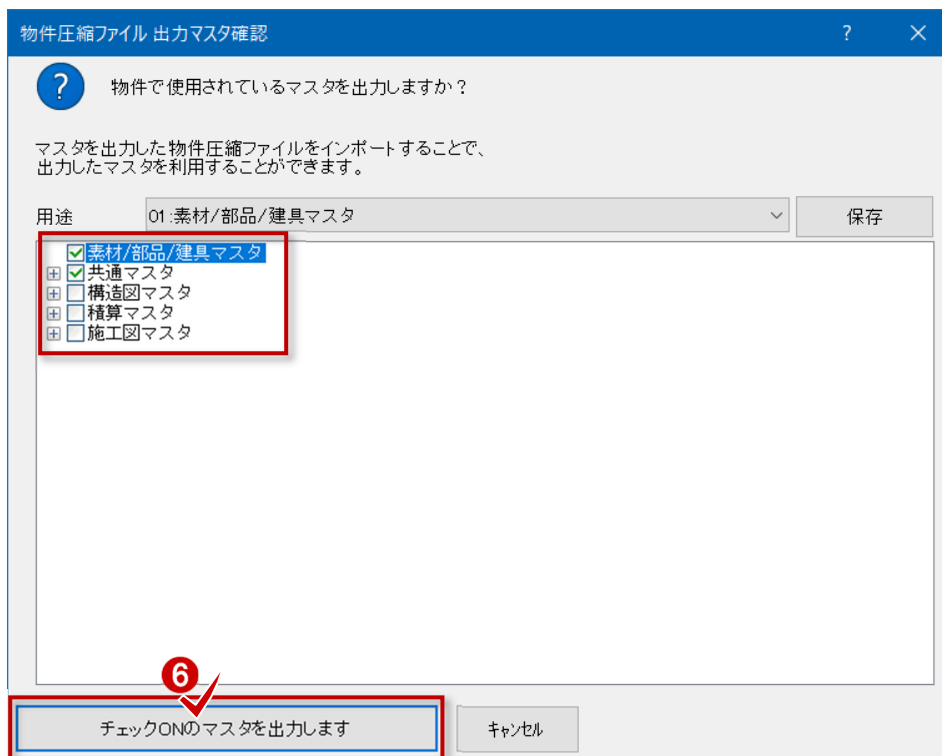 物件圧縮ファイル 出力マスタ確認
?
物件で使用されているマスタを出力しますか？
マスタを出力した物件圧縮ファイルをインポートすることで、
出力したマスタを利用することができます。
用途 01:素材/部品/建具マスタ 保存
素材/部品/建具マスタ
共通マスタ
構造図マスタ
積算マスタ
施工図マスタ
6
チェックONのマスタを出力します キャンセル